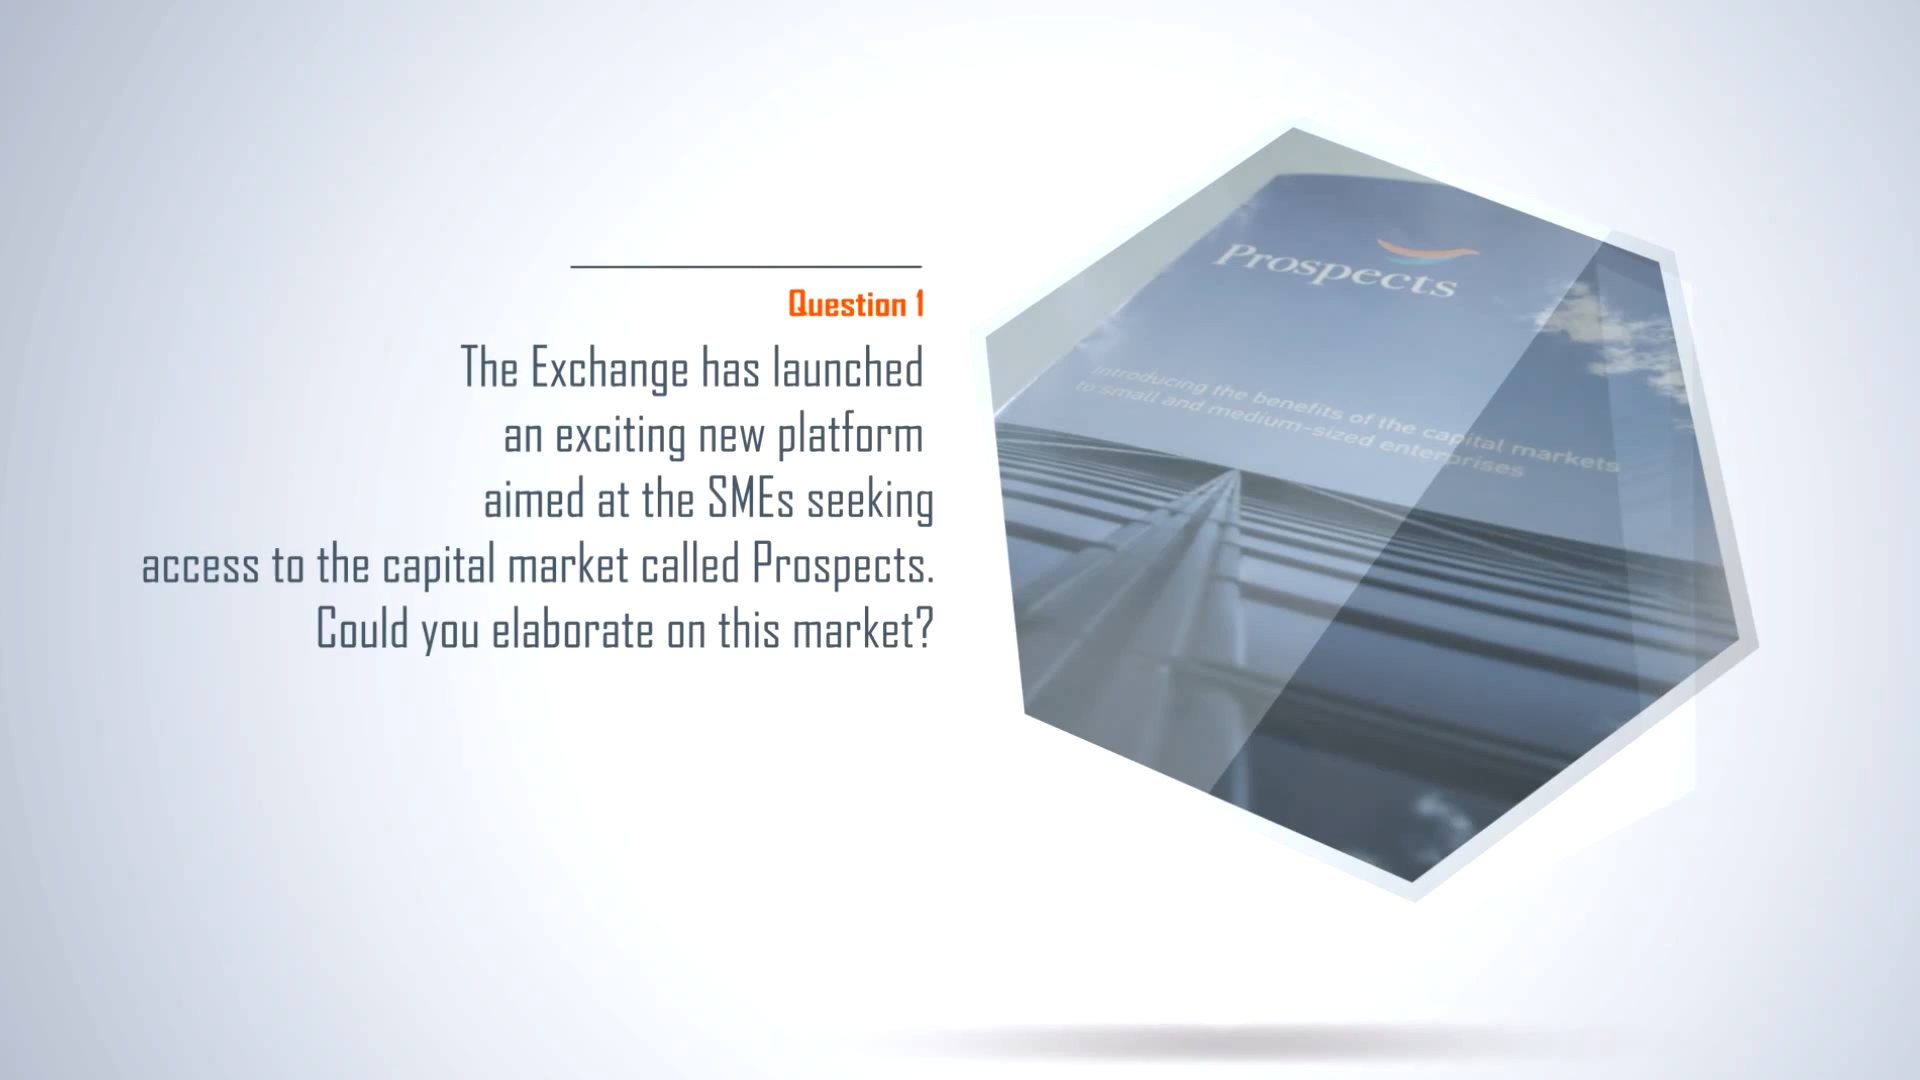 Question 1
The Exchange has launched
an exciting new platform
aimed at the SMEs seeking
access to the capital market called Prospects.
Could you elaborate on this market?
Prospects
Introducing the benefits of the capital markets
to small and medium-sized enterprises